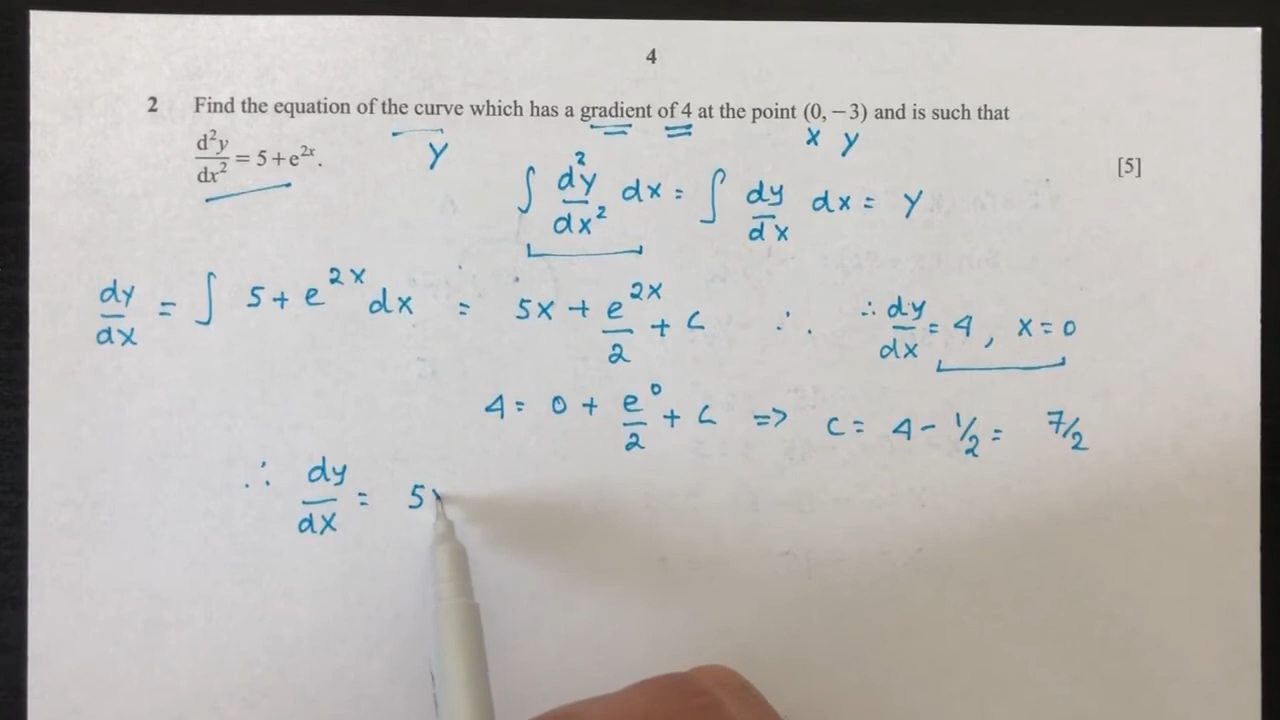 4
2 Find the equation of the curve which has a gradient of 4 at the point (0, −3) and is such that
d²y/dx² = 5 + e^{2x}. [5]
y x y
∫ d²y/dx² dx = ∫ dy/dx dx = y
dy/dx = ∫ 5 + e^{2x} dx = 5x + e^{2x}/2 + c ∴ ∴ dy/dx = 4, x = 0
4 = 0 + e^0/2 + c => c = 4 - 1/2 = 7/2
∴ dy/dx = 5x